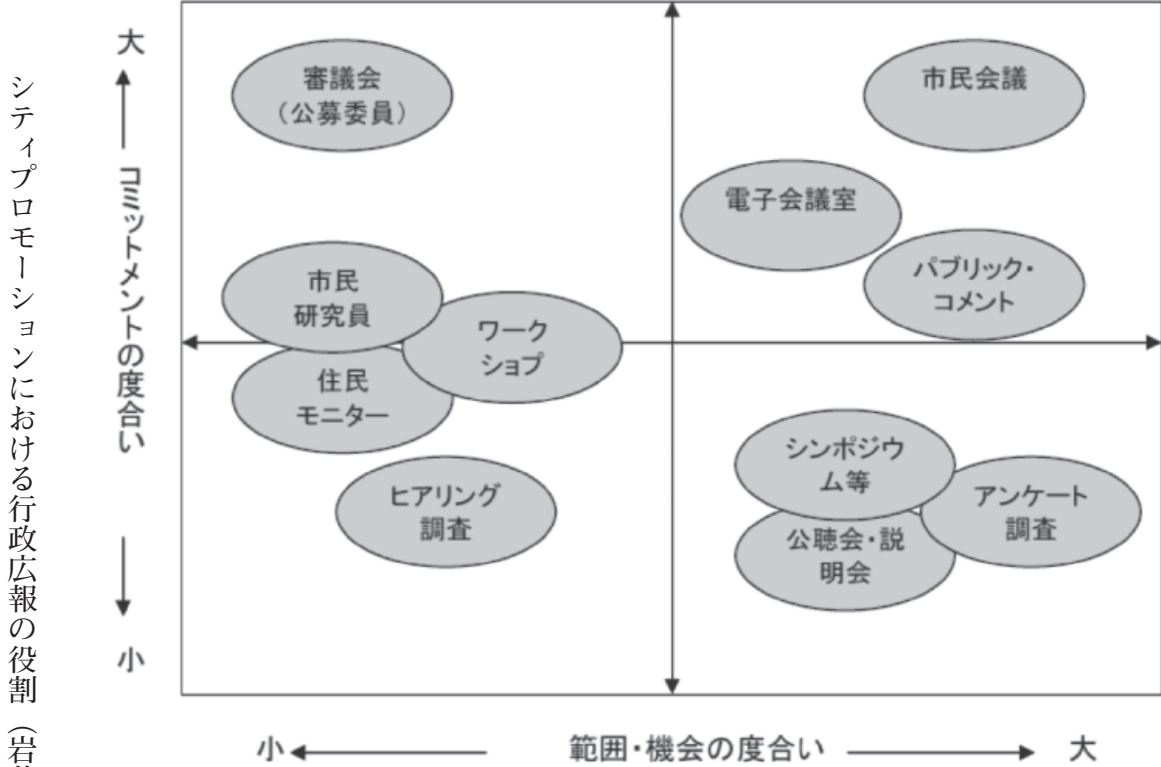 シティプロモーションにおける行政広報の役割（岩
大
コミットメントの度合い
小
審議会
（公募委員）
市民会議
電子会議室
パブリック・
コメント
市民
研究員
ワーク
ショプ
住民
モニター
ヒアリング
調査
シンポジウ
ム等
アンケート
調査
公聴会・説
明会
小
範囲・機会の度合い
大